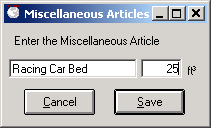 Miscellaneous Articles
Enter the Miscellaneous Article
Racing Car Bed 25 ft³
Cancel Save